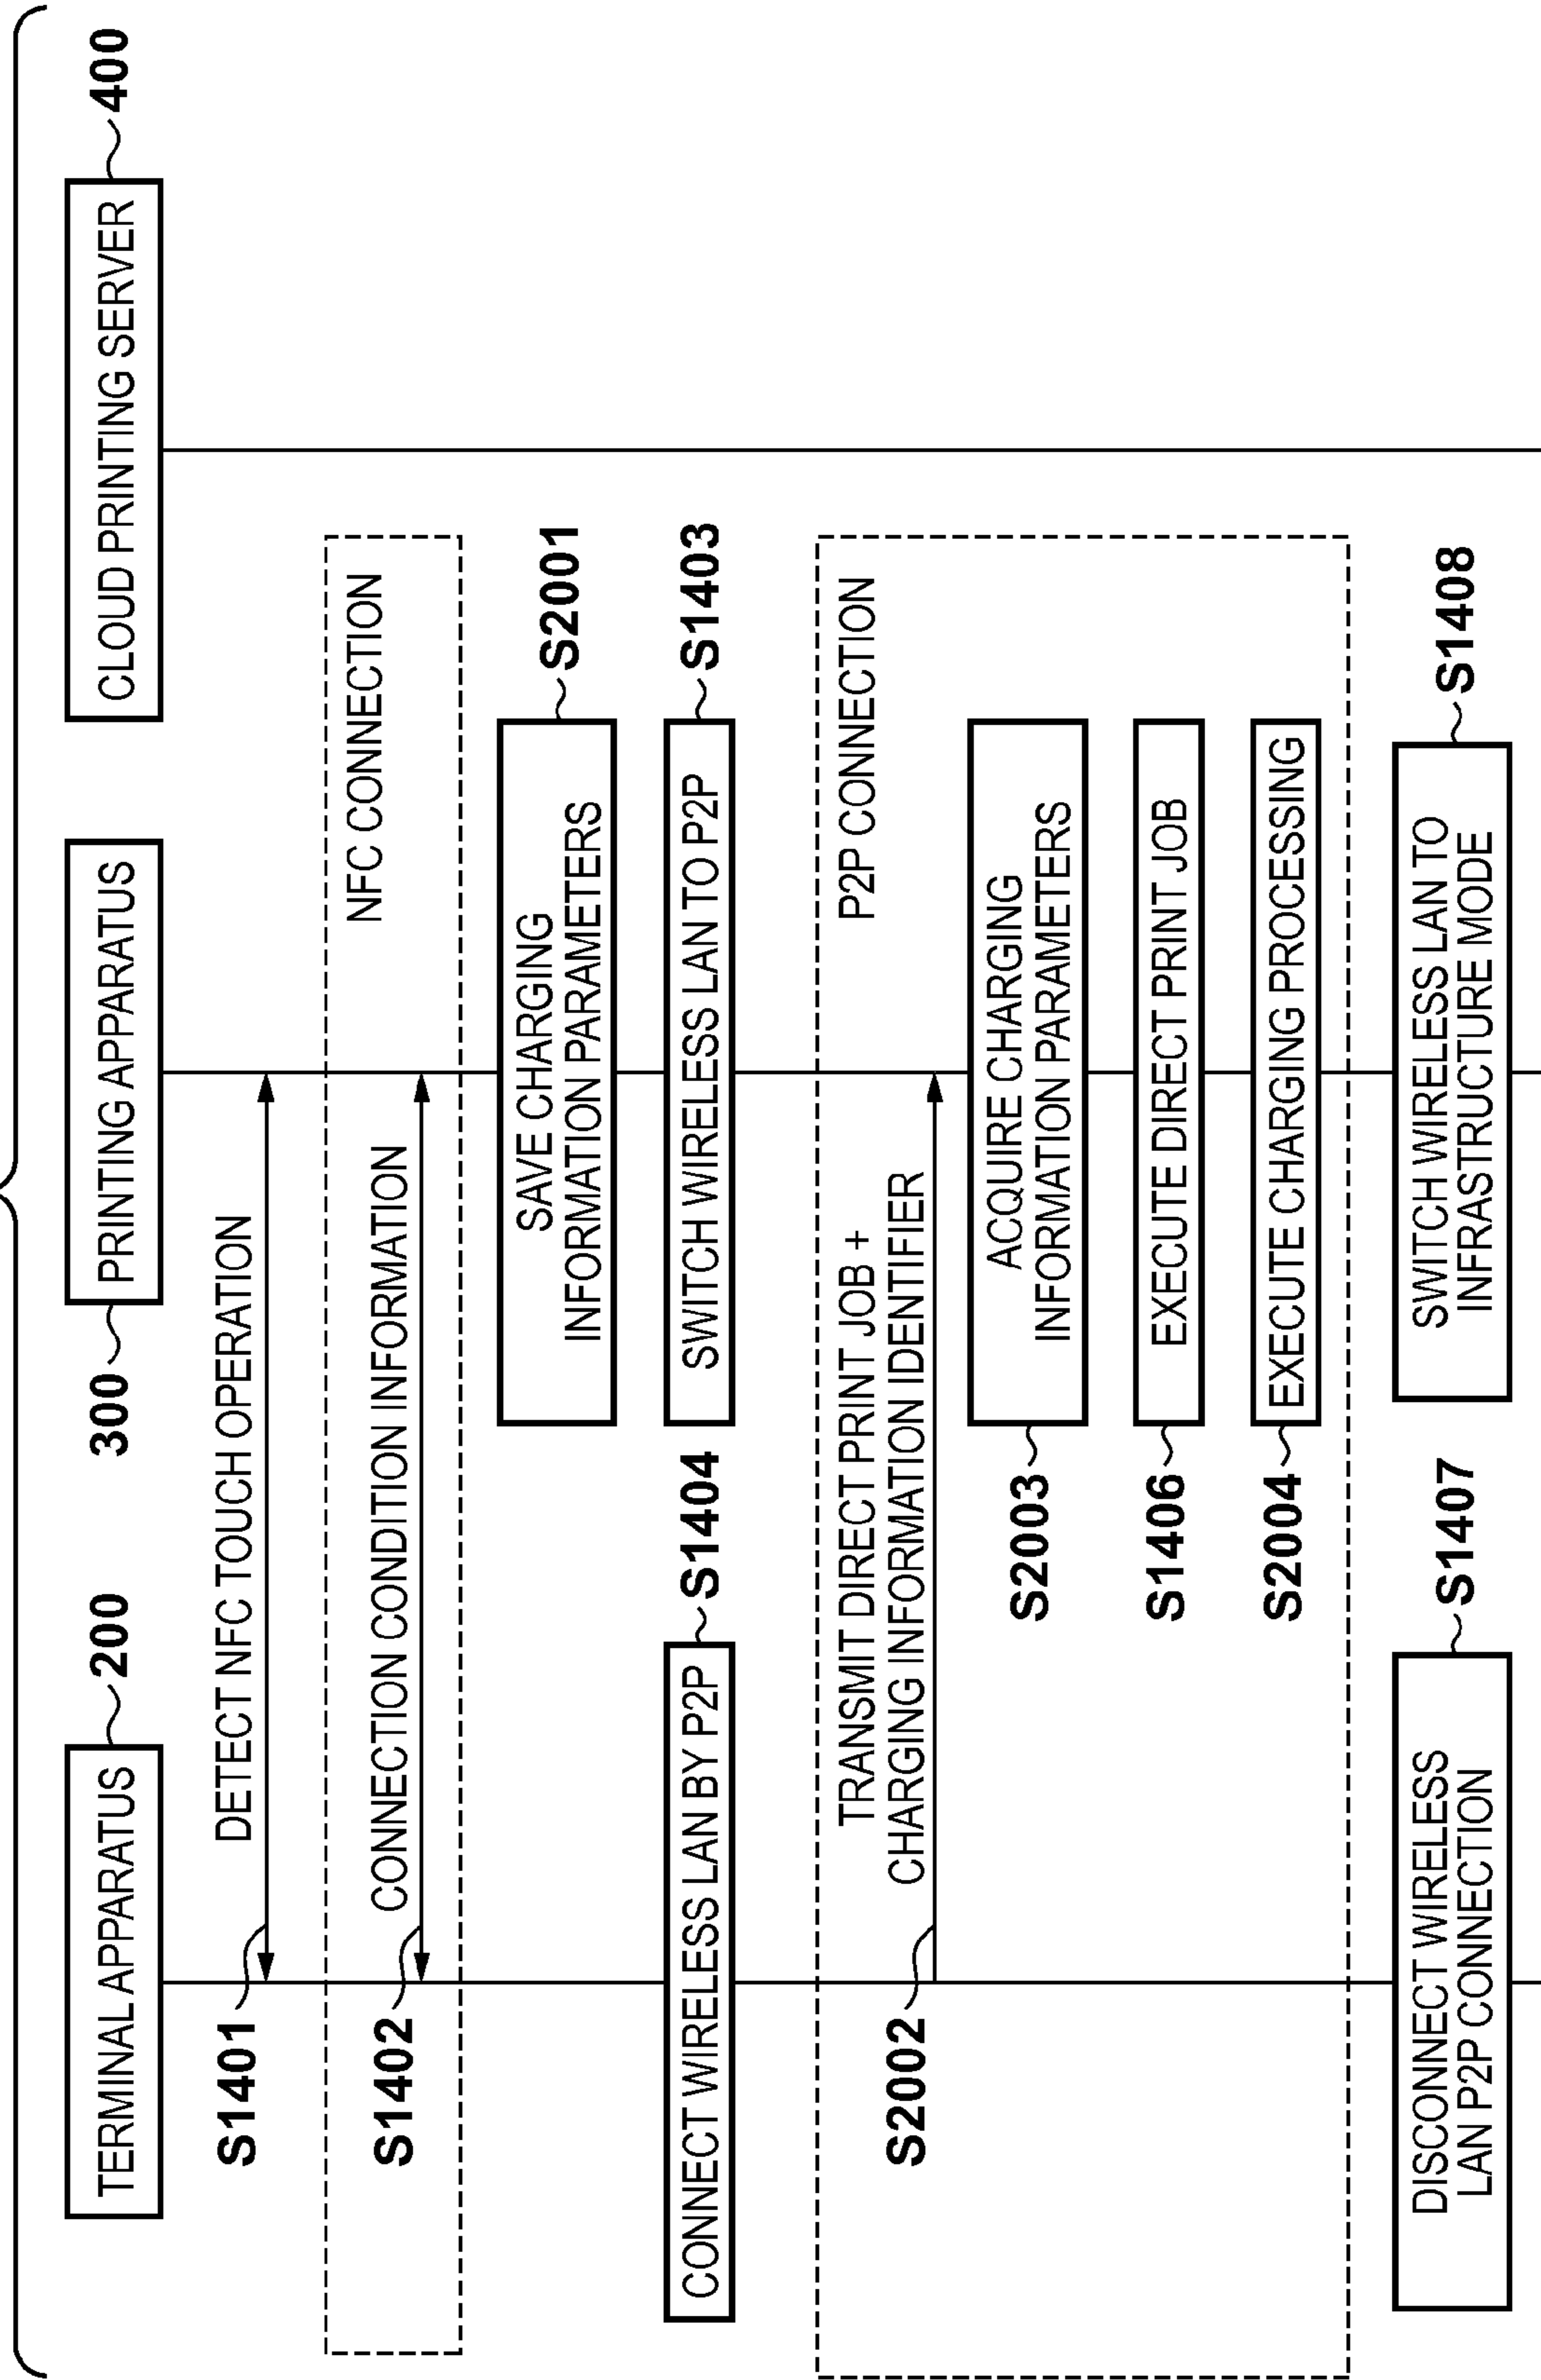 TERMINAL APPARATUS
200
300
PRINTING APPARATUS
CLOUD PRINTING SERVER
400
S1401
DETECT NFC TOUCH OPERATION
NFC CONNECTION
S1402
CONNECTION CONDITION INFORMATION
SAVE CHARGING
INFORMATION PARAMETERS
S2001
CONNECT WIRELESS LAN BY P2P
S1404
SWITCH WIRELESS LAN TO P2P
S1403
P2P CONNECTION
S2002
TRANSMIT DIRECT PRINT JOB +
CHARGING INFORMATION IDENTIFIER
S2003
ACQUIRE CHARGING
INFORMATION PARAMETERS
S1406
EXECUTE DIRECT PRINT JOB
S2004
EXECUTE CHARGING PROCESSING
DISCONNECT WIRELESS
LAN P2P CONNECTION
S1407
SWITCH WIRELESS LAN TO
INFRASTRUCTURE MODE
S1408